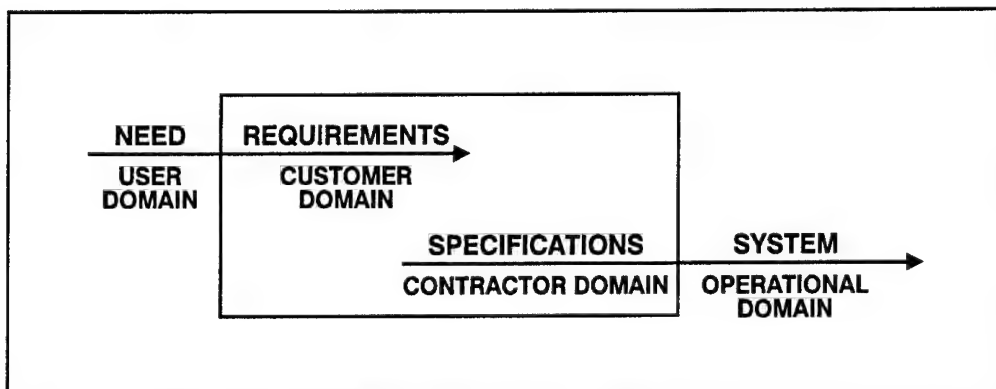 NEED REQUIREMENTS
USER DOMAIN
CUSTOMER DOMAIN
SPECIFICATIONS SYSTEM
CONTRACTOR DOMAIN
OPERATIONAL DOMAIN